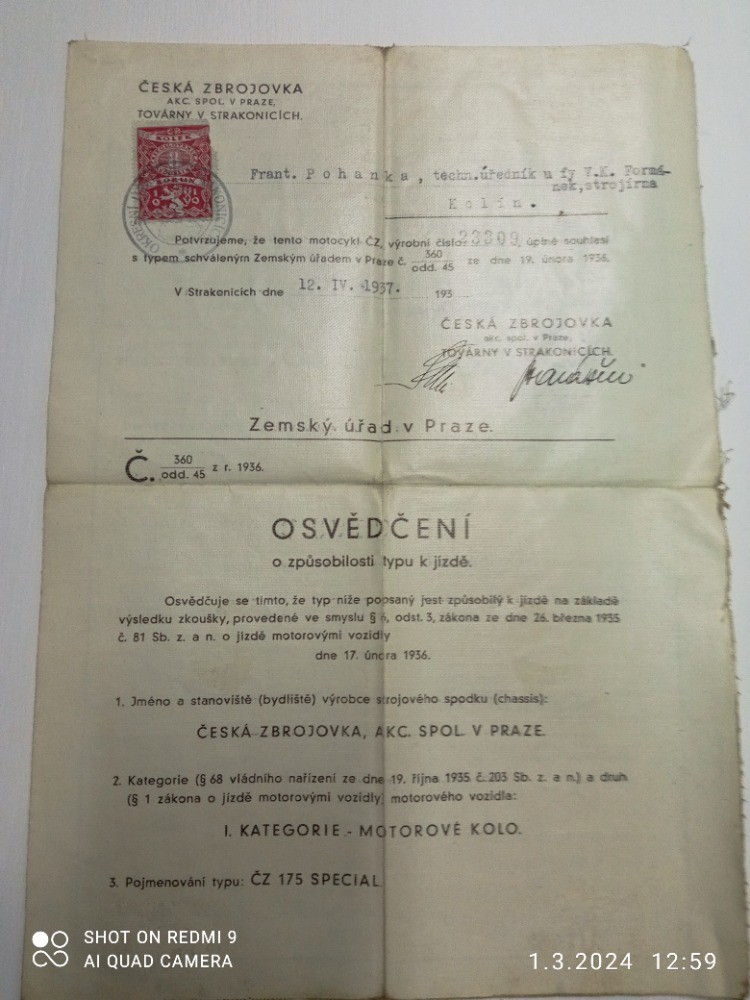 ČESKÁ ZBROJOVKA
AKC. SPOL. V PRAZE,
TOVÁRNY V STRAKONICÍCH.
KOLEK
KORUN
Frant. P o h a n k a , techn.úředník u fy V.K. Formá-
nek,strojírna
K o l í n .
Potvrzujeme, že tento motocykl ČZ, výrobní číslo 23309, úplně souhlasí
s typem schváleným Zemským úřadem v Praze č. 360
odd. 45 ze dne 19. února 1936.
V Strakonicích dne 12. IV. 1937. 193
ČESKÁ ZBROJOVKA
akc. spol. v Praze,
TOVÁRNY V STRAKONICÍCH.
Zemský úřad v Praze.
Č. 360
odd. 45 z r. 1936.
OSVĚDČENÍ
o způsobilosti typu k jízdě.
Osvědčuje se tímto, že typ níže popsaný jest způsobilý k jízdě na základě
výsledku zkoušky, provedené ve smyslu § 6, odst. 3, zákona ze dne 26. března 1935
č. 81 Sb. z. a n. o jízdě motorovými vozidly
dne 17. února 1936.
1. Jméno a stanoviště (bydliště) výrobce strojového spodku (chassis):
ČESKÁ ZBROJOVKA, AKC. SPOL. V PRAZE.
2. Kategorie (§ 68 vládního nařízení ze dne 19. října 1935 č. 203 Sb. z. a n.) a druh
(§ 1 zákona o jízdě motorovými vozidly) motorového vozidla:
I. KATEGORIE - MOTOROVÉ KOLO.
3. Pojmenování typu: ČZ 175 SPECIAL
SHOT ON REDMI 9
AI QUAD CAMERA
1.3.2024 12:59